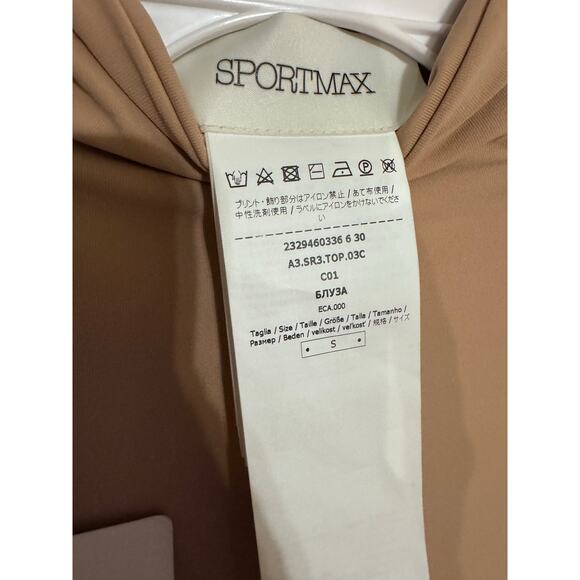 SPORTMAX
プリント・飾り部分はアイロン禁止 / あて布使用 /
中性洗剤使用 / ラベルにアイロンをかけないでくださ
い
2329460336 6 30
A3.SR3.TOP.03C
C01
БЛУЗА
ECA.000
Taglia / Size / Taille / Größe / Talla / Tamanho /
Размер / Beden / velikost / veľkosť / 規格 / サイズ
S